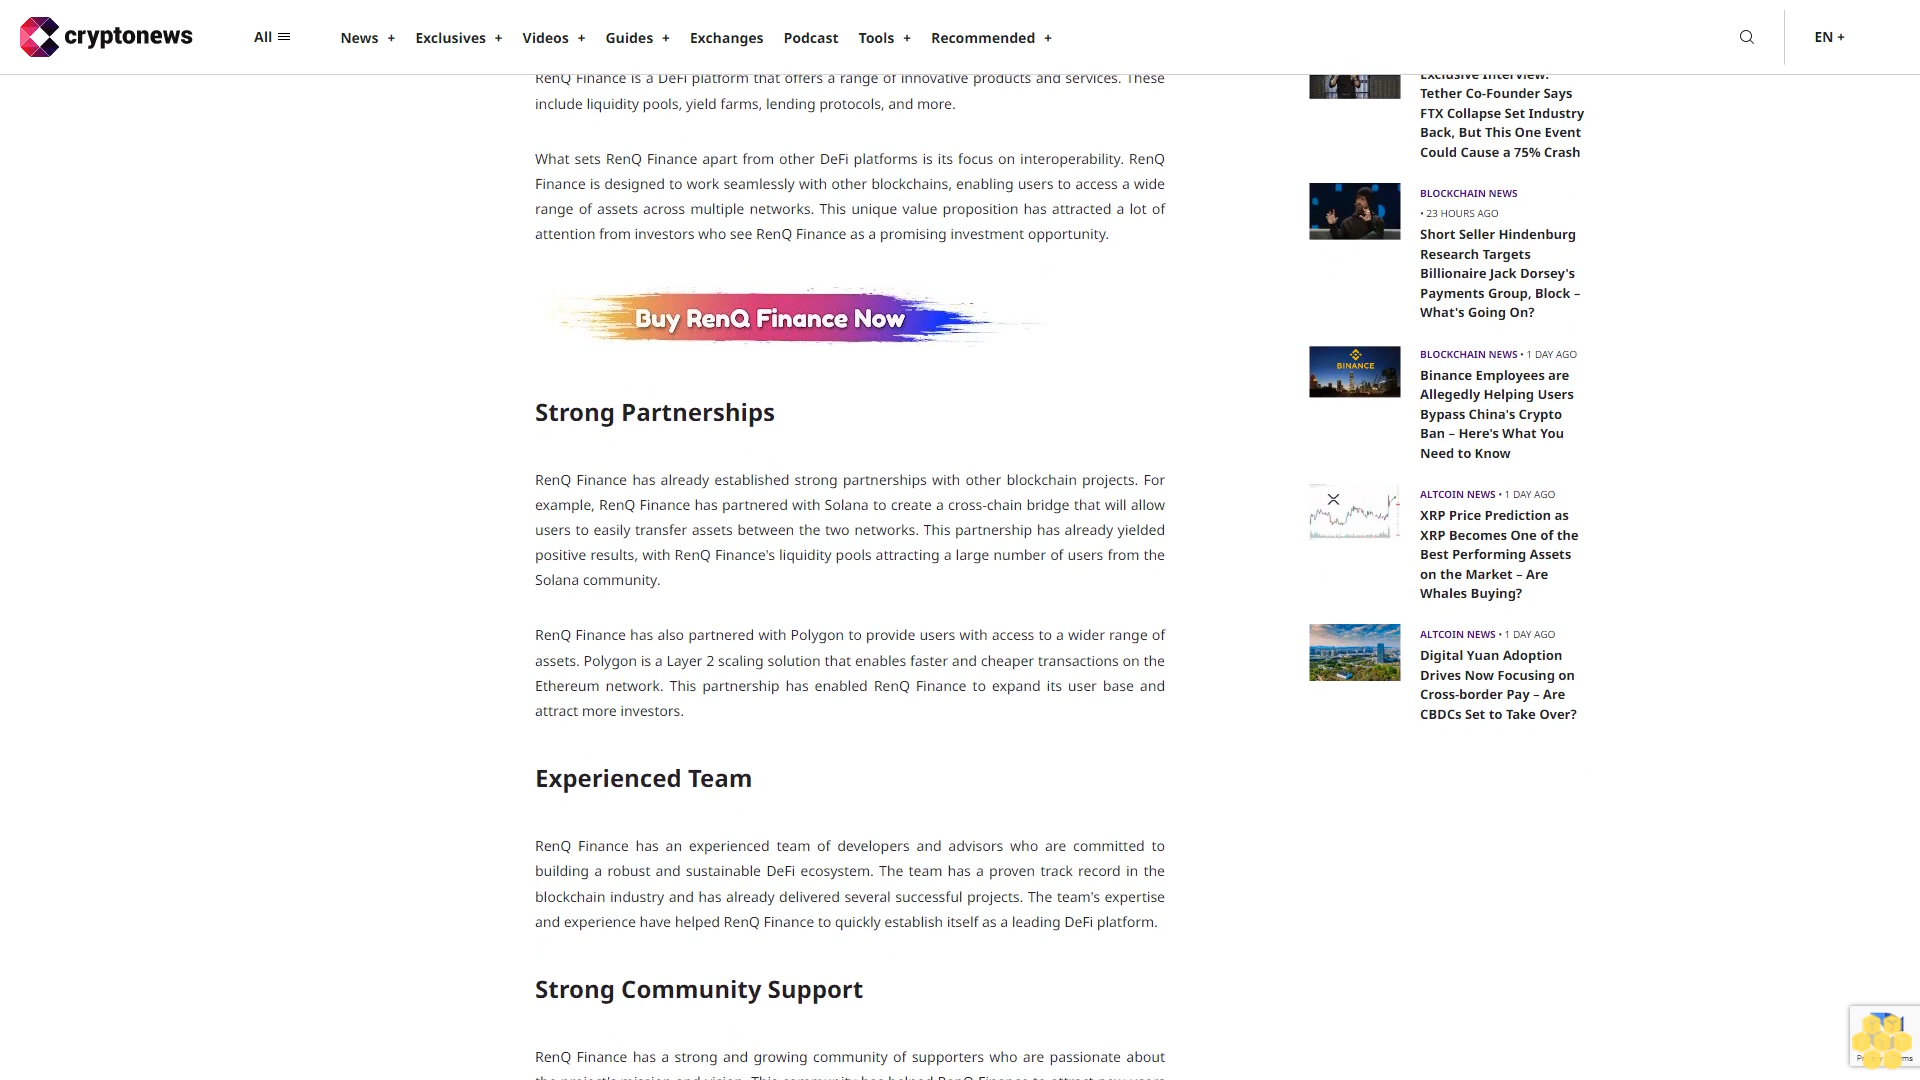 cryptonews
All
News +
Exclusives +
Videos +
Guides +
Exchanges
Podcast
Tools +
Recommended +
EN +
RenQ Finance is a DeFi platform that offers a range of innovative products and services. These
include liquidity pools, yield farms, lending protocols, and more.
What sets RenQ Finance apart from other DeFi platforms is its focus on interoperability. RenQ
Finance is designed to work seamlessly with other blockchains, enabling users to access a wide
range of assets across multiple networks. This unique value proposition has attracted a lot of
attention from investors who see RenQ Finance as a promising investment opportunity.
Buy RenQ Finance Now
Strong Partnerships
RenQ Finance has already established strong partnerships with other blockchain projects. For
example, RenQ Finance has partnered with Solana to create a cross-chain bridge that will allow
users to easily transfer assets between the two networks. This partnership has already yielded
positive results, with RenQ Finance's liquidity pools attracting a large number of users from the
Solana community.
RenQ Finance has also partnered with Polygon to provide users with access to a wider range of
assets. Polygon is a Layer 2 scaling solution that enables faster and cheaper transactions on the
Ethereum network. This partnership has enabled RenQ Finance to expand its user base and
attract more investors.
Experienced Team
RenQ Finance has an experienced team of developers and advisors who are committed to
building a robust and sustainable DeFi ecosystem. The team has a proven track record in the
blockchain industry and has already delivered several successful projects. The team's expertise
and experience have helped RenQ Finance to quickly establish itself as a leading DeFi platform.
Strong Community Support
RenQ Finance has a strong and growing community of supporters who are passionate about
Exclusive Interview:
Tether Co-Founder Says
FTX Collapse Set Industry
Back, But This One Event
Could Cause a 75% Crash
BLOCKCHAIN NEWS
• 23 HOURS AGO
Short Seller Hindenburg
Research Targets
Billionaire Jack Dorsey's
Payments Group, Block –
What's Going On?
BINANCE
BLOCKCHAIN NEWS • 1 DAY AGO
Binance Employees are
Allegedly Helping Users
Bypass China's Crypto
Ban – Here's What You
Need to Know
ALTCOIN NEWS • 1 DAY AGO
XRP Price Prediction as
XRP Becomes One of the
Best Performing Assets
on the Market – Are
Whales Buying?
ALTCOIN NEWS • 1 DAY AGO
Digital Yuan Adoption
Drives Now Focusing on
Cross-border Pay – Are
CBDCs Set to Take Over?